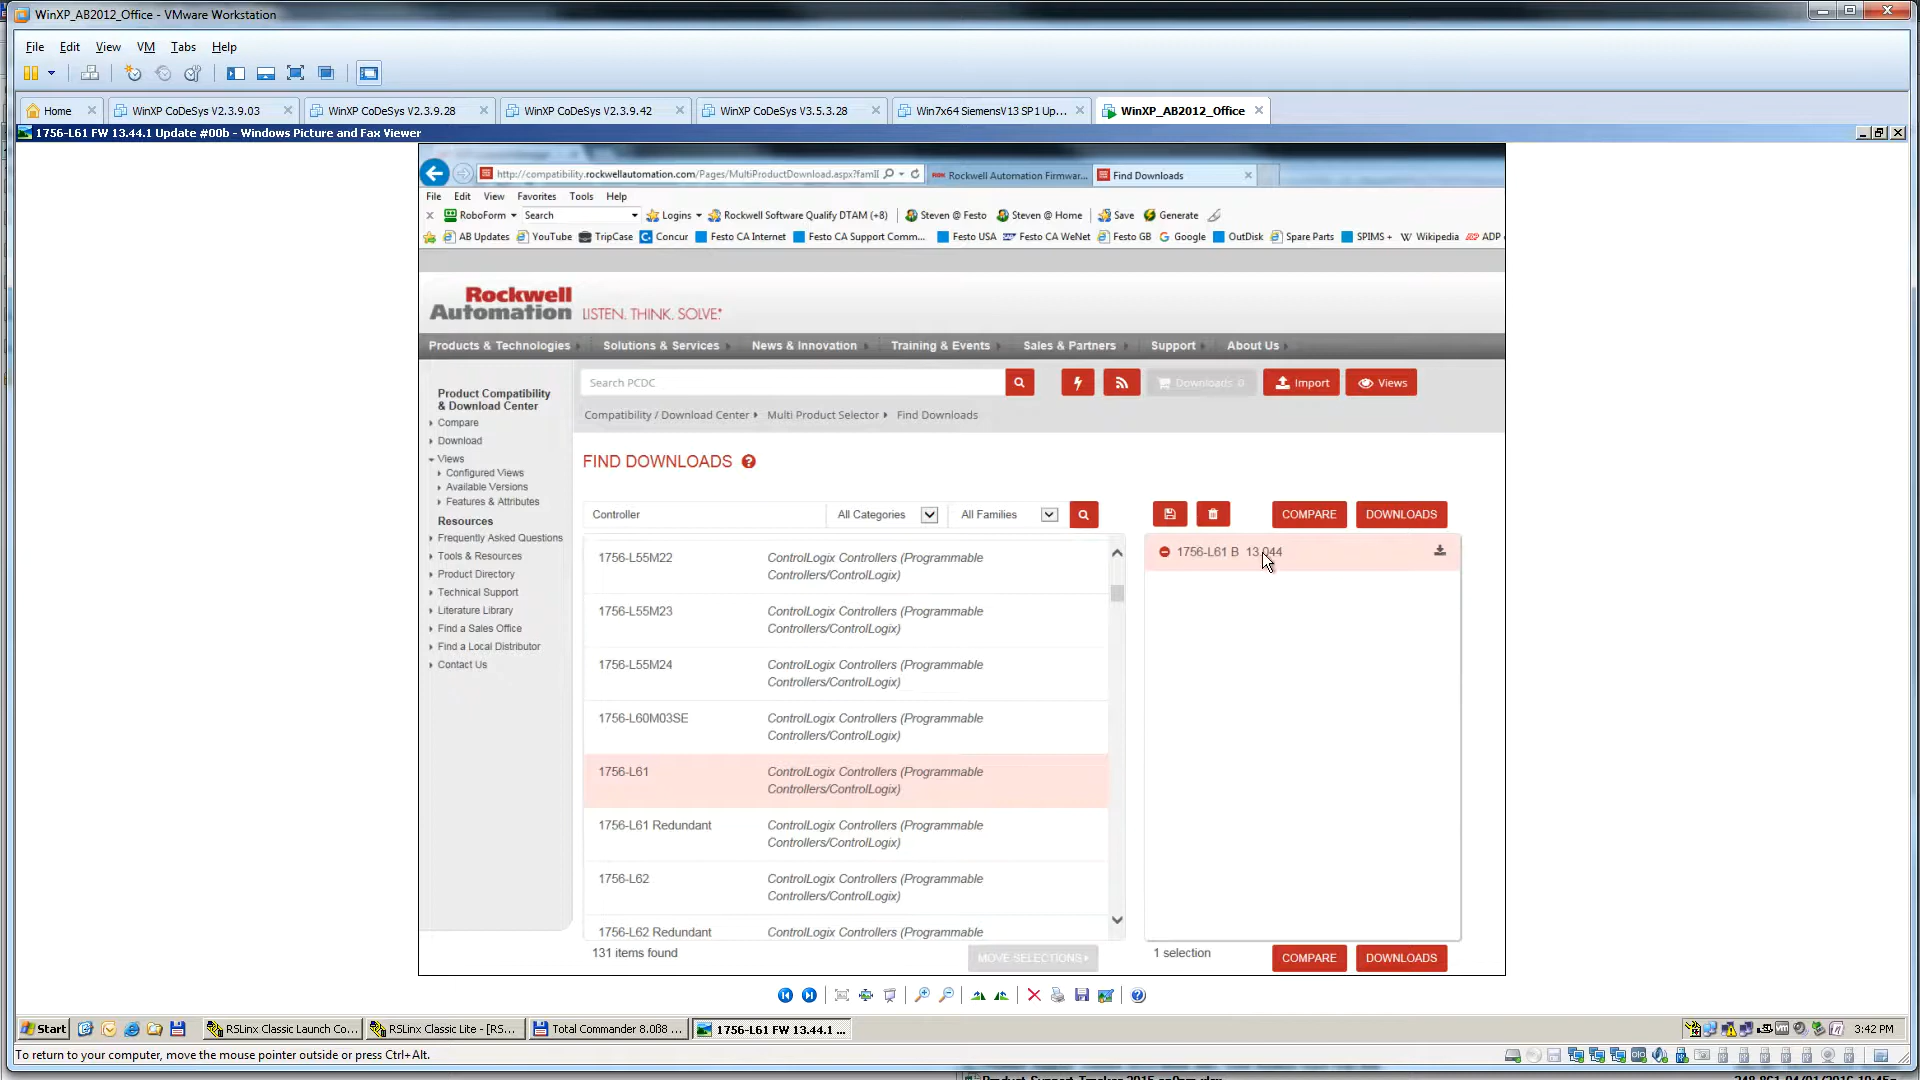 WinXP_AB2012_Office - VMware Workstation
File Edit View VM Tabs Help
Home WinXP CoDeSys V2.3.9.03 WinXP CoDeSys V2.3.9.28 WinXP CoDeSys V2.3.9.42 WinXP CoDeSys V3.5.3.28 Win7x64 SiemensV13 SP1 Up... WinXP_AB2012_Office
1756-L61 FW 13.44.1 Update #00b - Windows Picture and Fax Viewer
http://compatibility.rockwellautomation.com/Pages/MultiProductDownload.aspx?famil Rockwell Automation Firmwar... Find Downloads
File Edit View Favorites Tools Help
RoboForm Search Logins Rockwell Software Qualify DTAM (+8) Steven @ Festo Steven @ Home Save Generate
AB Updates YouTube TripCase Concur Festo CA Internet Festo CA Support Comm... Festo USA Festo CA WeNet Festo GB Google OutDisk Spare Parts SPIMS + Wikipedia ADP
Rockwell
Automation LISTEN. THINK. SOLVE.
Products & Technologies Solutions & Services News & Innovation Training & Events Sales & Partners Support About Us
Product Compatibility
& Download Center
Compare
Download
Views
Configured Views
Available Versions
Features & Attributes
Resources
Frequently Asked Questions
Tools & Resources
Product Directory
Technical Support
Literature Library
Find a Sales Office
Find a Local Distributor
Contact Us
Search PCDC Downloads 0 Import Views
Compatibility / Download Center Multi Product Selector Find Downloads
FIND DOWNLOADS
Controller All Categories All Families COMPARE DOWNLOADS
1756-L55M22 ControlLogix Controllers (Programmable
Controllers/ControlLogix)
1756-L55M23 ControlLogix Controllers (Programmable
Controllers/ControlLogix)
1756-L55M24 ControlLogix Controllers (Programmable
Controllers/ControlLogix)
1756-L60M03SE ControlLogix Controllers (Programmable
Controllers/ControlLogix)
1756-L61 ControlLogix Controllers (Programmable
Controllers/ControlLogix)
1756-L61 Redundant ControlLogix Controllers (Programmable
Controllers/ControlLogix)
1756-L62 ControlLogix Controllers (Programmable
Controllers/ControlLogix)
1756-L62 Redundant ControlLogix Controllers (Programmable
1756-L61 B 13.044
131 items found MOVE SELECTIONS 1 selection COMPARE DOWNLOADS
Start RSLinx Classic Launch Co... RSLinx Classic Lite - [RS... Total Commander 8.0ß8 ... 1756-L61 FW 13.44.1 ... 3:42 PM
To return to your computer, move the mouse pointer outside or press Ctrl+Alt.